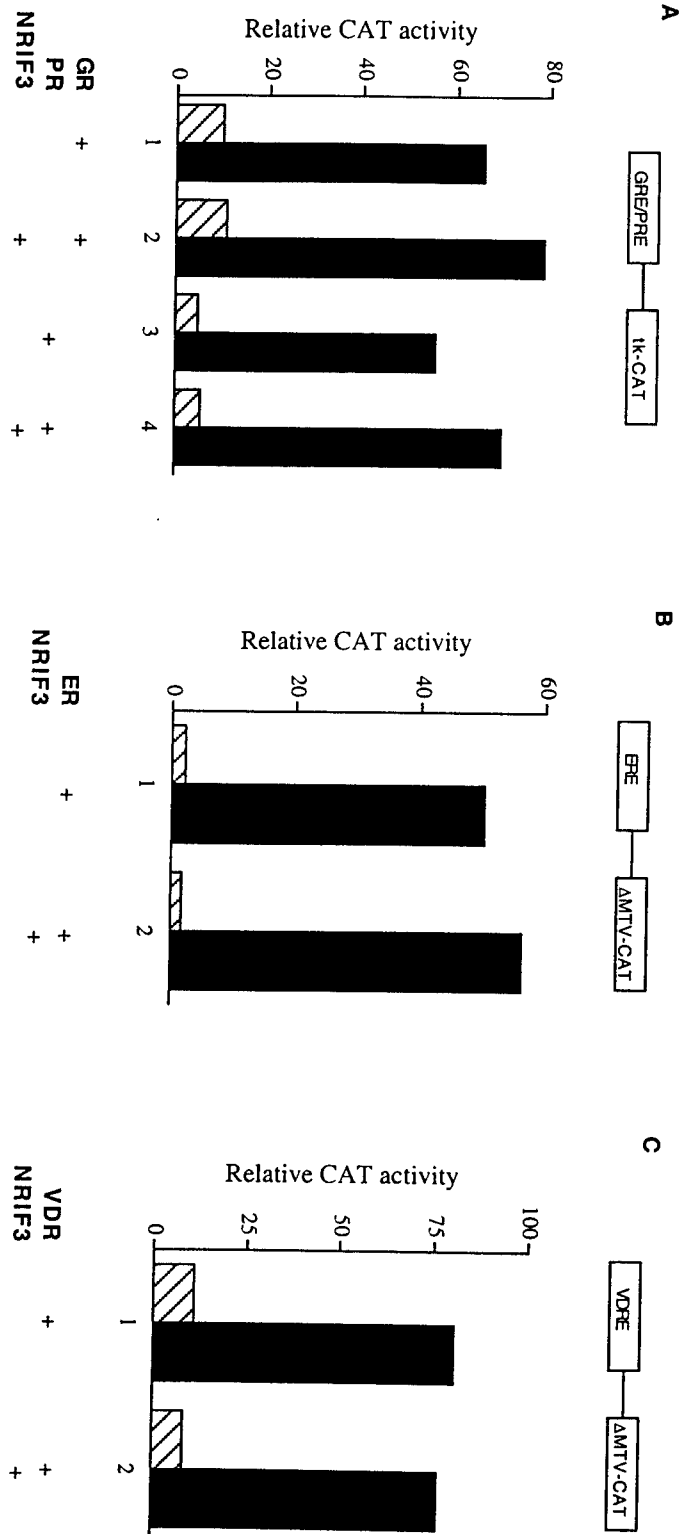 A
GRE/PRE tk-CAT
Relative CAT activity
0 20 40 60 80
1 2 3 4
GR + +
PR + +
NRIF3 + +
B
ERE ΔMTV-CAT
Relative CAT activity
0 20 40 60
1 2
ER + +
NRIF3 +
C
VDRE ΔMTV-CAT
Relative CAT activity
0 25 50 75 100
1 2
VDR + +
NRIF3 +